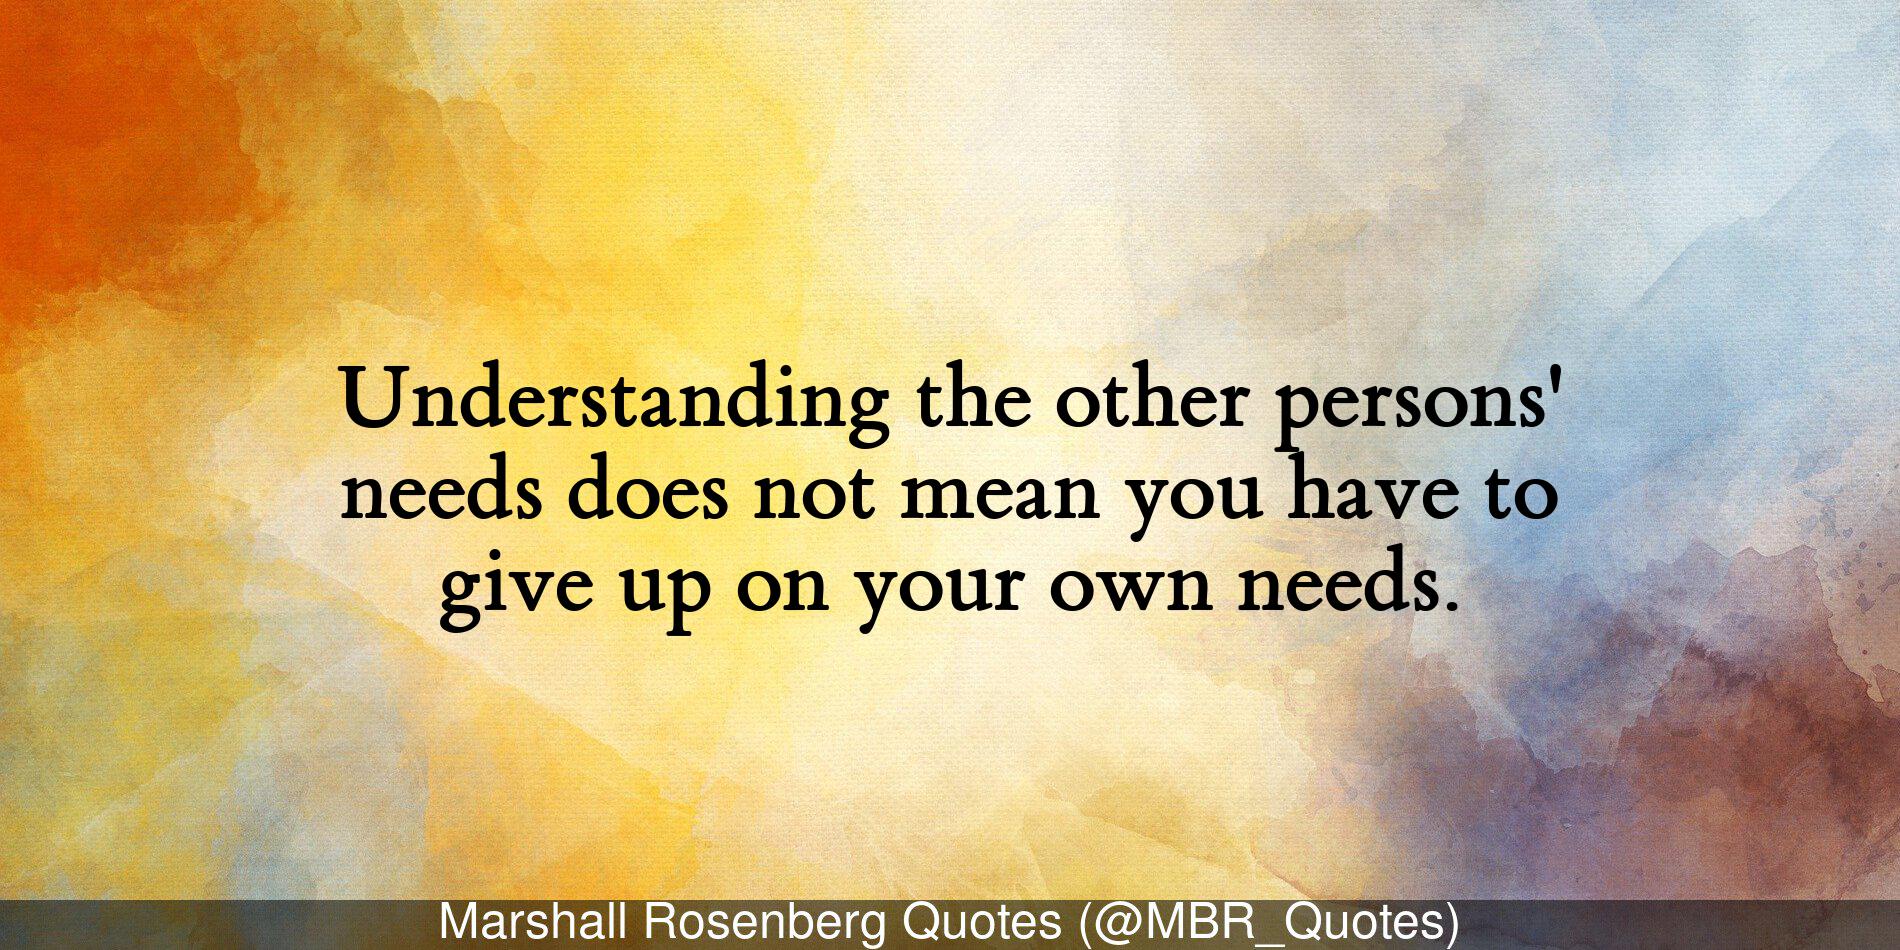 Understanding the other persons'
needs does not mean you have to
give up on your own needs.
Marshall Rosenberg Quotes (@MBR_Quotes)